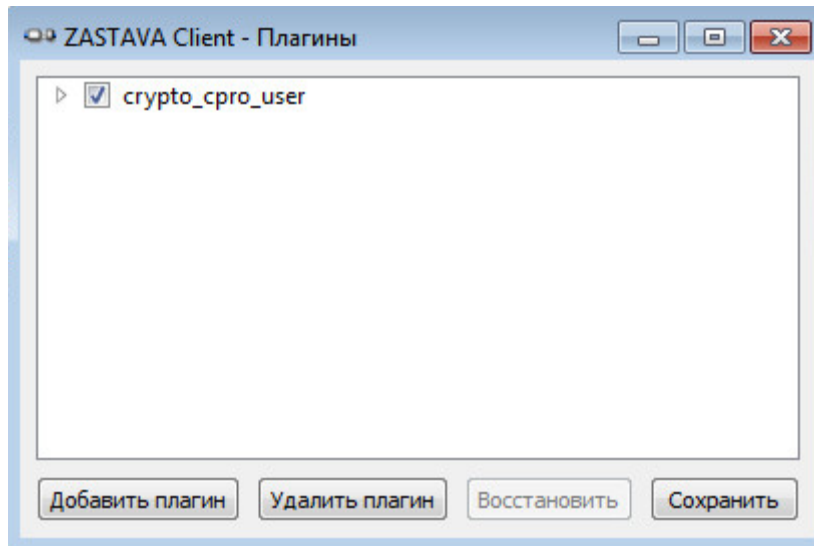 ZASTAVA Client - Плагины
crypto_cpro_user
Добавить плагин Удалить плагин Восстановить Сохранить